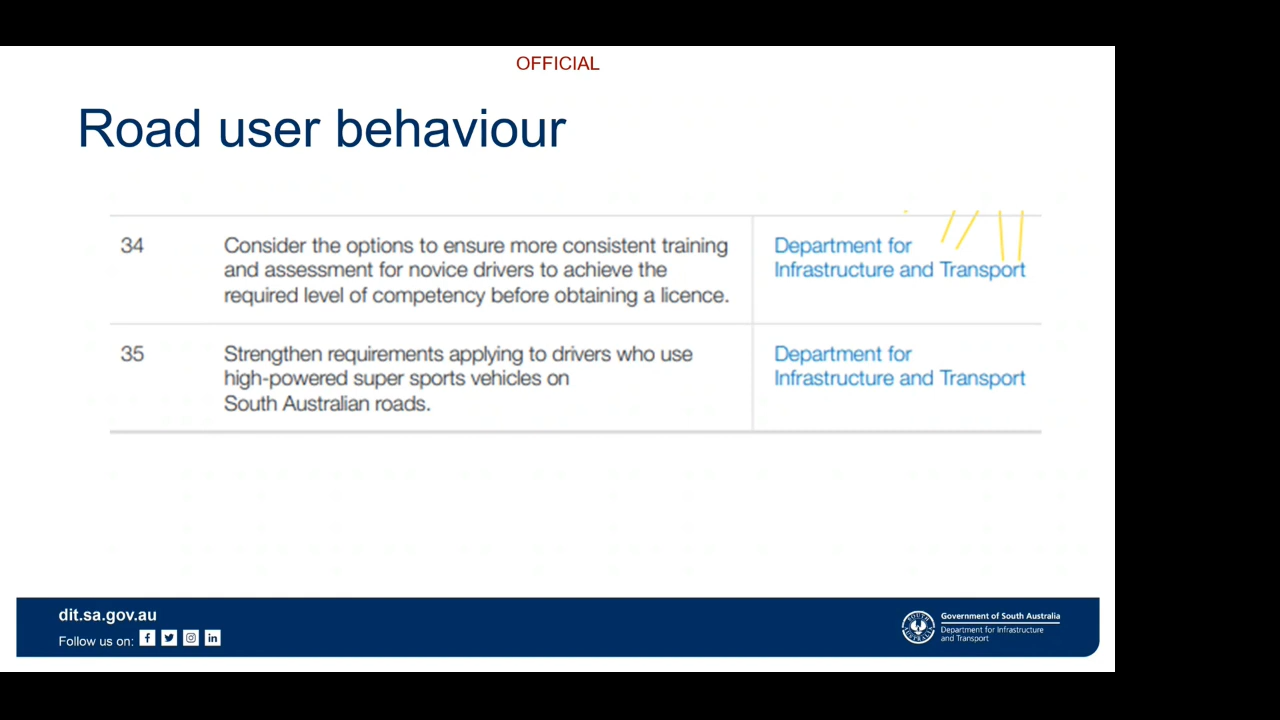 OFFICIAL
Road user behaviour
34
Consider the options to ensure more consistent training
and assessment for novice drivers to achieve the
required level of competency before obtaining a licence.
Department for
Infrastructure and Transport
35
Strengthen requirements applying to drivers who use
high-powered super sports vehicles on
South Australian roads.
Department for
Infrastructure and Transport
dit.sa.gov.au
Follow us on:
Government of South Australia
Department for Infrastructure
and Transport